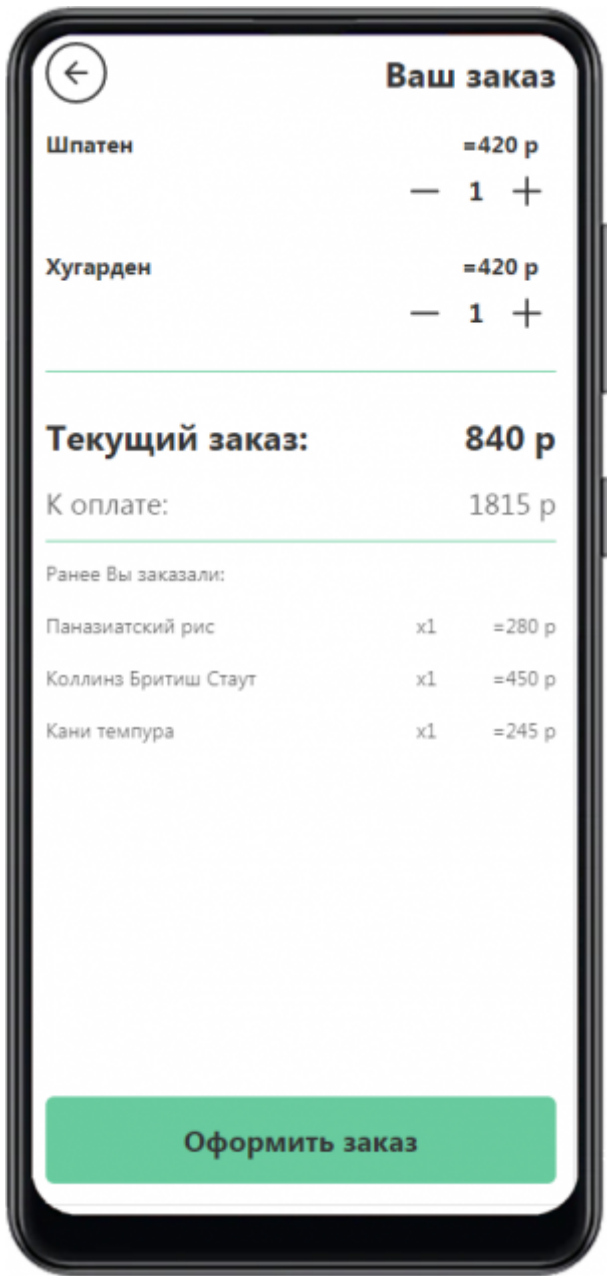 Ваш заказ
Шпатен =420 р
— 1 +
Хугарден =420 р
— 1 +
Текущий заказ: 840 р
К оплате: 1815 р
Ранее Вы заказали:
Паназиатский рис x1 =280 р
Коллинз Бритиш Стаут x1 =450 р
Кани темпура x1 =245 р
Оформить заказ